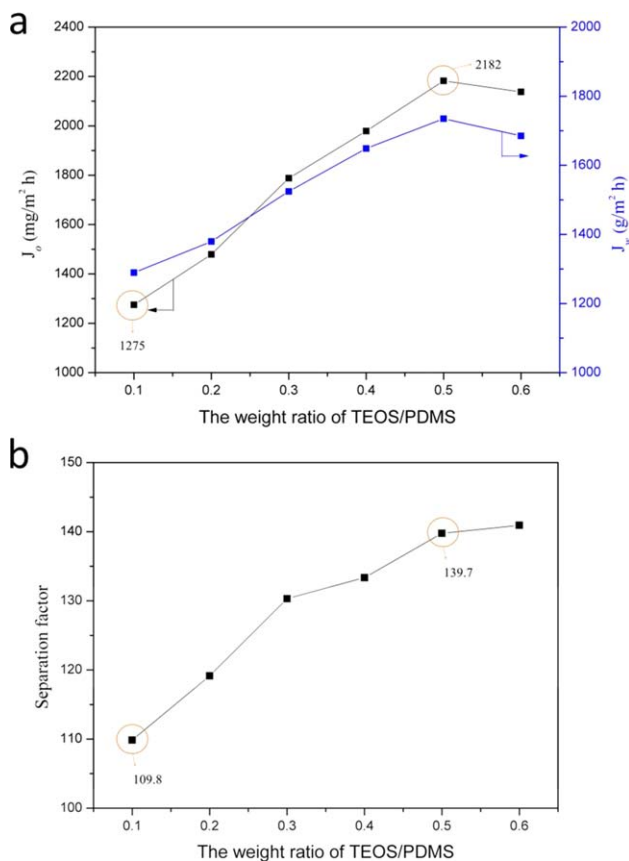 a
2400
2200
2000
1800
1600
1400
1200
1000
J_o (mg/m² h)
2182
1275
2000
1800
1600
1400
1200
1000
J_w (g/m² h)
0.1 0.2 0.3 0.4 0.5 0.6
The weight ratio of TEOS/PDMS
b
150
140
130
120
110
100
Separation factor
139.7
109.8
0.1 0.2 0.3 0.4 0.5 0.6
The weight ratio of TEOS/PDMS